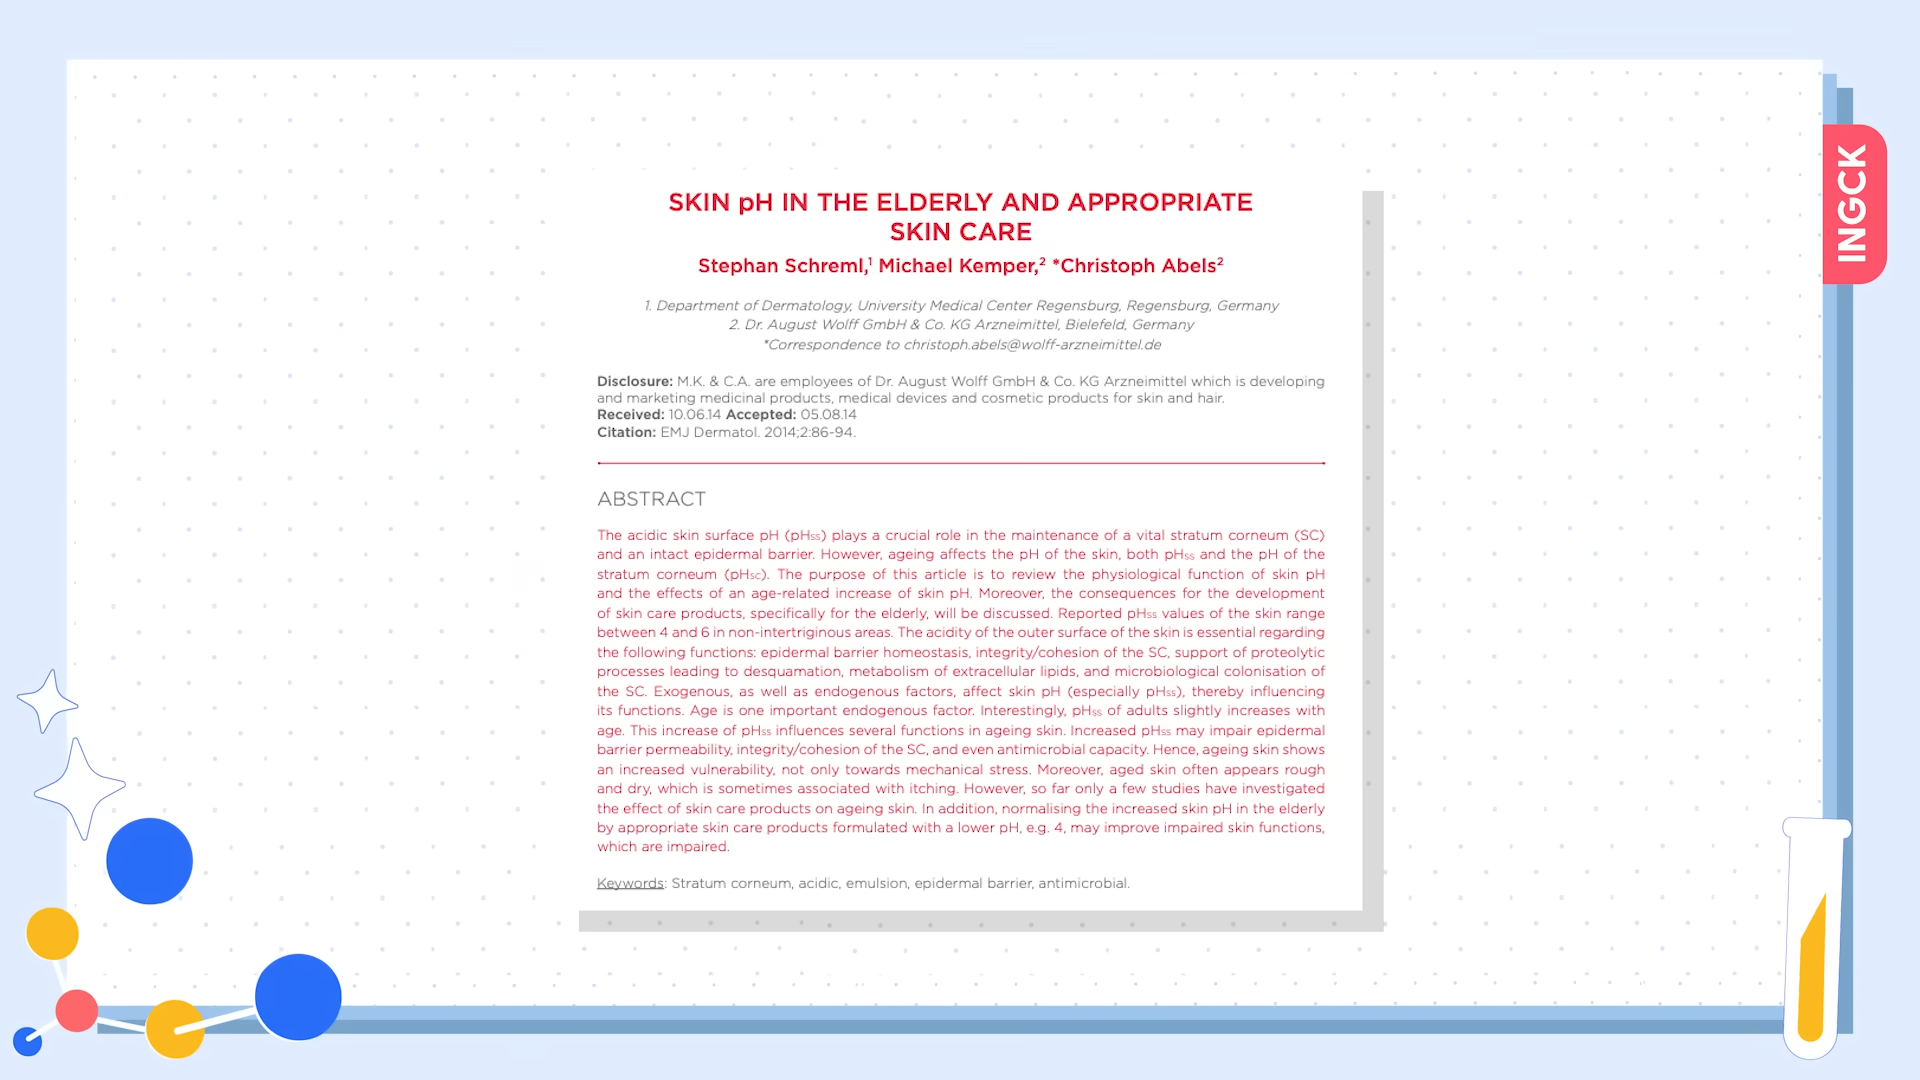 SKIN pH IN THE ELDERLY AND APPROPRIATE
SKIN CARE
Stephan Schreml,¹ Michael Kemper,² *Christoph Abels²
1. Department of Dermatology, University Medical Center Regensburg, Regensburg, Germany
2. Dr. August Wolff GmbH & Co. KG Arzneimittel, Bielefeld, Germany
*Correspondence to christoph.abels@wolff-arzneimittel.de
Disclosure: M.K. & C.A. are employees of Dr. August Wolff GmbH & Co. KG Arzneimittel which is developing
and marketing medicinal products, medical devices and cosmetic products for skin and hair.
Received: 10.06.14 Accepted: 05.08.14
Citation: EMJ Dermatol. 2014;2:86-94.
ABSTRACT
The acidic skin surface pH (pHss) plays a crucial role in the maintenance of a vital stratum corneum (SC)
and an intact epidermal barrier. However, ageing affects the pH of the skin, both pHss and the pH of the
stratum corneum (pHsc). The purpose of this article is to review the physiological function of skin pH
and the effects of an age-related increase of skin pH. Moreover, the consequences for the development
of skin care products, specifically for the elderly, will be discussed. Reported pHss values of the skin range
between 4 and 6 in non-intertriginous areas. The acidity of the outer surface of the skin is essential regarding
the following functions: epidermal barrier homeostasis, integrity/cohesion of the SC, support of proteolytic
processes leading to desquamation, metabolism of extracellular lipids, and microbiological colonisation of
the SC. Exogenous, as well as endogenous factors, affect skin pH (especially pHss), thereby influencing
its functions. Age is one important endogenous factor. Interestingly, pHss of adults slightly increases with
age. This increase of pHss influences several functions in ageing skin. Increased pHss may impair epidermal
barrier permeability, integrity/cohesion of the SC, and even antimicrobial capacity. Hence, ageing skin shows
an increased vulnerability, not only towards mechanical stress. Moreover, aged skin often appears rough
and dry, which is sometimes associated with itching. However, so far only a few studies have investigated
the effect of skin care products on ageing skin. In addition, normalising the increased skin pH in the elderly
by appropriate skin care products formulated with a lower pH, e.g. 4, may improve impaired skin functions,
which are impaired.
Keywords: Stratum corneum, acidic, emulsion, epidermal barrier, antimicrobial.
INGCK